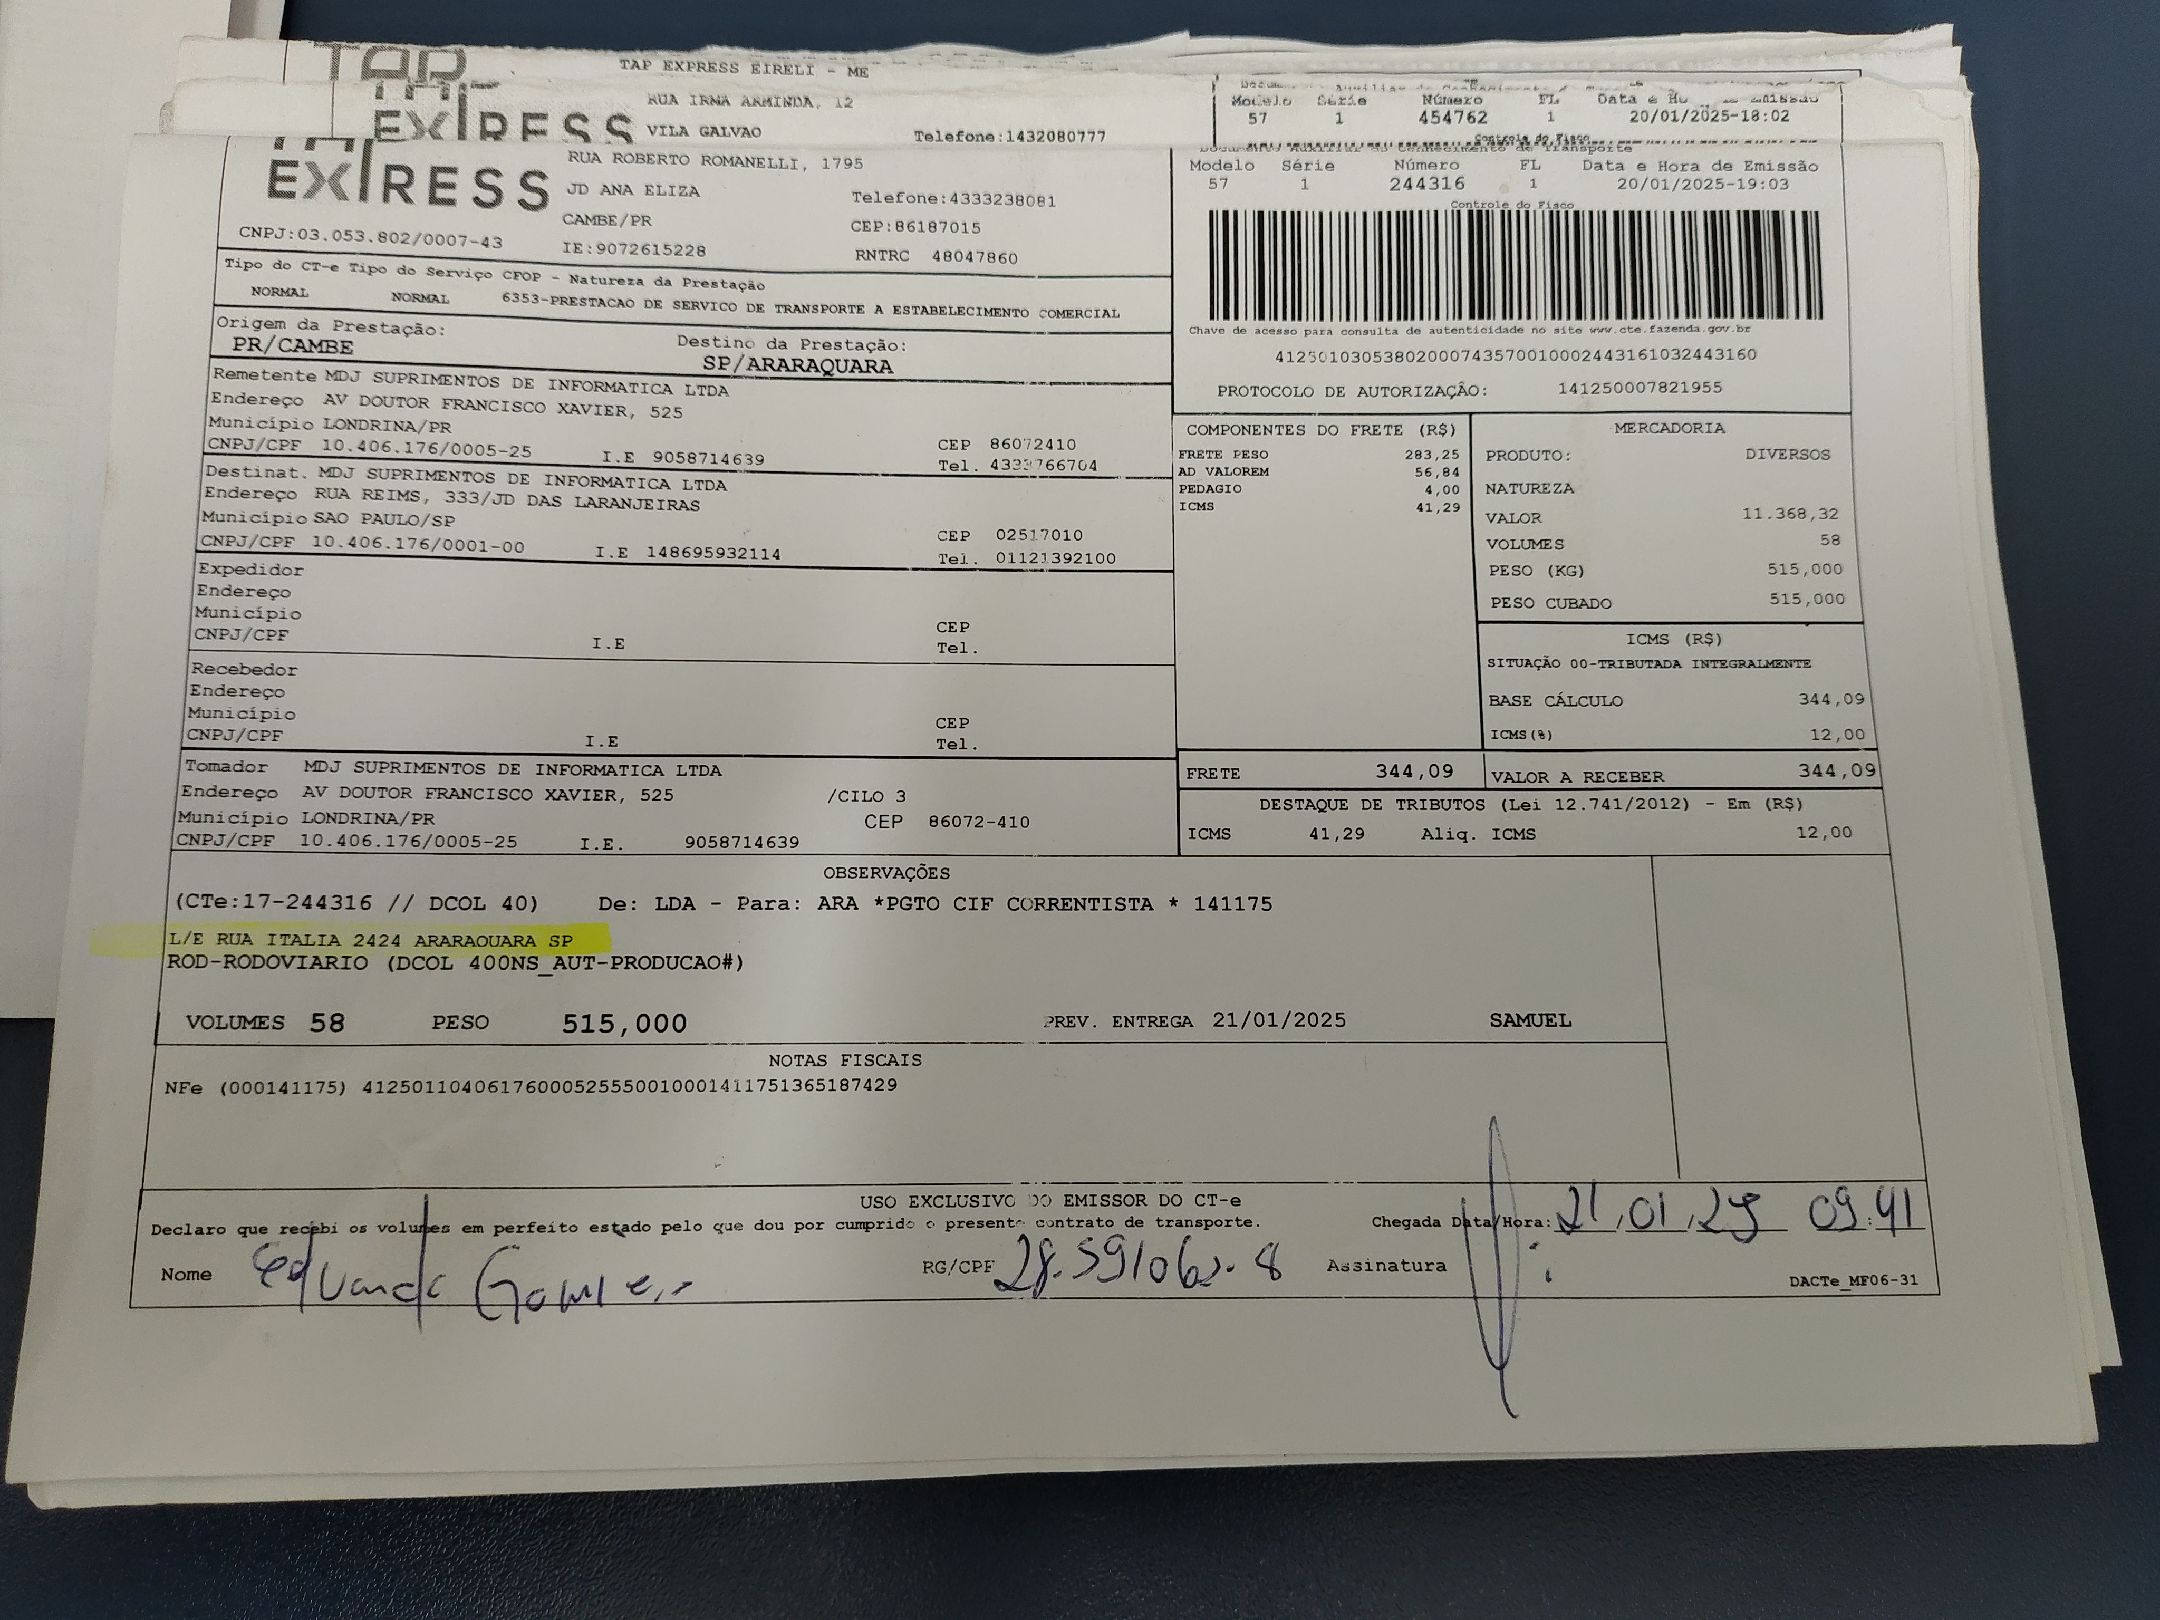 TAP EXPRESS EIRELI - ME
RUA IRMA ARMINDA, 12
EXPRESS VILA GALVAO Telefone:1432080777
Modelo Série Número FL
57 1 454762 1 20/01/2025-18:02
Controle do Fisco
EXPRESS
RUA ROBERTO ROMANELLI, 1795
JD ANA ELIZA Telefone:4333238081
CAMBE/PR CEP:86187015
CNPJ:03.053.802/0007-43 IE:9072615228 RNTRC 48047860
Modelo Série Número FL Data e Hora de Emissão
57 1 244316 1 20/01/2025-19:03
Controle do Fisco
Chave de acesso para consulta de autenticidade no site www.cte.fazenda.gov.br
41250103053802000743570010002443161032443160
PROTOCOLO DE AUTORIZAÇÃO: 141250007821955
Tipo do CT-e Tipo do Serviço CFOP - Natureza da Prestação
NORMAL NORMAL 6353-PRESTACAO DE SERVICO DE TRANSPORTE A ESTABELECIMENTO COMERCIAL
Origem da Prestação: Destino da Prestação:
PR/CAMBE SP/ARARAQUARA
Remetente MDJ SUPRIMENTOS DE INFORMATICA LTDA
Endereço AV DOUTOR FRANCISCO XAVIER, 525
Município LONDRINA/PR CEP 86072410
CNPJ/CPF 10.406.176/0005-25 I.E 9058714639 Tel.
Destinat. MDJ SUPRIMENTOS DE INFORMATICA LTDA
Endereço RUA REIMS, 333/JD DAS LARANJEIRAS
Município SAO PAULO/SP CEP 02517010
CNPJ/CPF 10.406.176/0001-00 I.E 148695932114 Tel. 01121392100
Expedidor
Endereço
Município CEP
CNPJ/CPF I.E Tel.
Recebedor
Endereço
Município CEP
CNPJ/CPF I.E Tel.
Tomador MDJ SUPRIMENTOS DE INFORMATICA LTDA
Endereço AV DOUTOR FRANCISCO XAVIER, 525 /CILO 3
Município LONDRINA/PR CEP 86072-410
CNPJ/CPF 10.406.176/0005-25 I.E. 9058714639
COMPONENTES DO FRETE (R$)
FRETE PESO 283,25
AD VALOREM 56,84
PEDAGIO 4,00
ICMS 41,29
MERCADORIA
PRODUTO: DIVERSOS
NATUREZA
VALOR 11.368,32
VOLUMES 58
PESO (KG) 515,000
PESO CUBADO 515,000
ICMS (R$)
SITUAÇÃO 00-TRIBUTADA INTEGRALMENTE
BASE CÁLCULO 344,09
ICMS(%) 12,00
FRETE 344,09 VALOR A RECEBER 344,09
DESTAQUE DE TRIBUTOS (Lei 12.741/2012) - Em (R$)
ICMS 41,29 Aliq. ICMS 12,00
OBSERVAÇÕES
(CTe:17-244316 // DCOL 40) De: LDA - Para: ARA *PGTO CIF CORRENTISTA * 141175
L/E RUA ITALIA 2424 ARARAQUARA SP
ROD-RODOVIARIO (DCOL 400NS_AUT-PRODUCAO#)
VOLUMES 58 PESO 515,000 PREV. ENTREGA 21/01/2025 SAMUEL
NOTAS FISCAIS
NFe (000141175) 41250110406176000525550010001411751365187429
USO EXCLUSIVO DO EMISSOR DO CT-e
Declaro que recebi os volumes em perfeito estado pelo que dou por cumprido o presente contrato de transporte. Chegada Data/Hora: 21 01 25 09:41
Nome RG/CPF Assinatura
DACTe_MF06-31